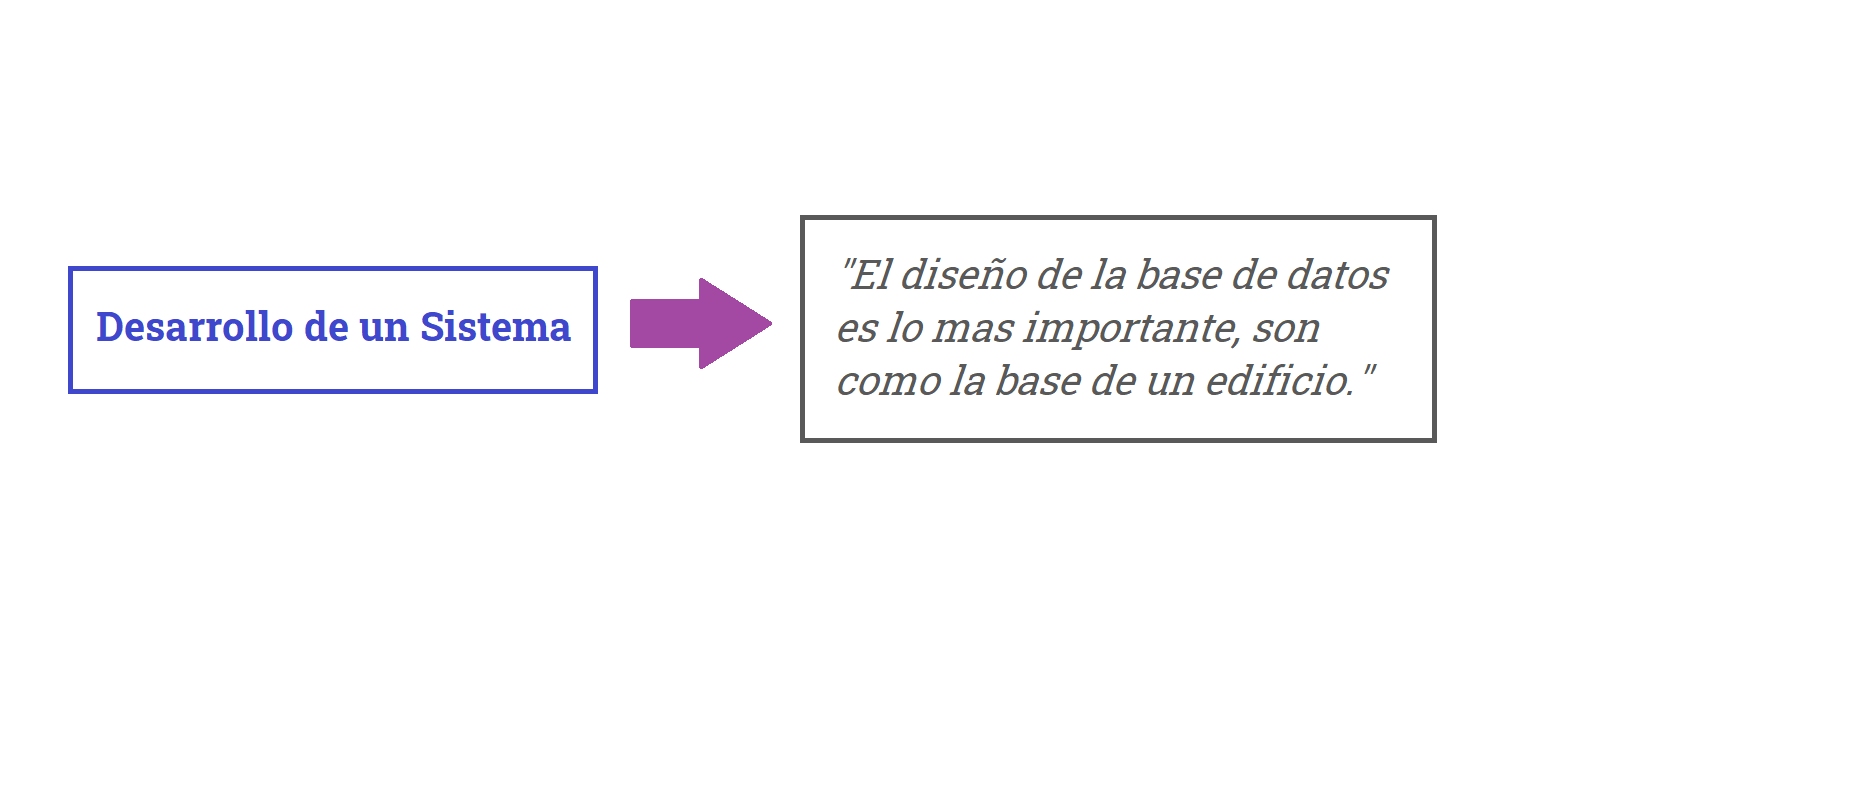 Desarrollo de un Sistema
"El diseño de la base de datos
es lo mas importante, son
como la base de un edificio."